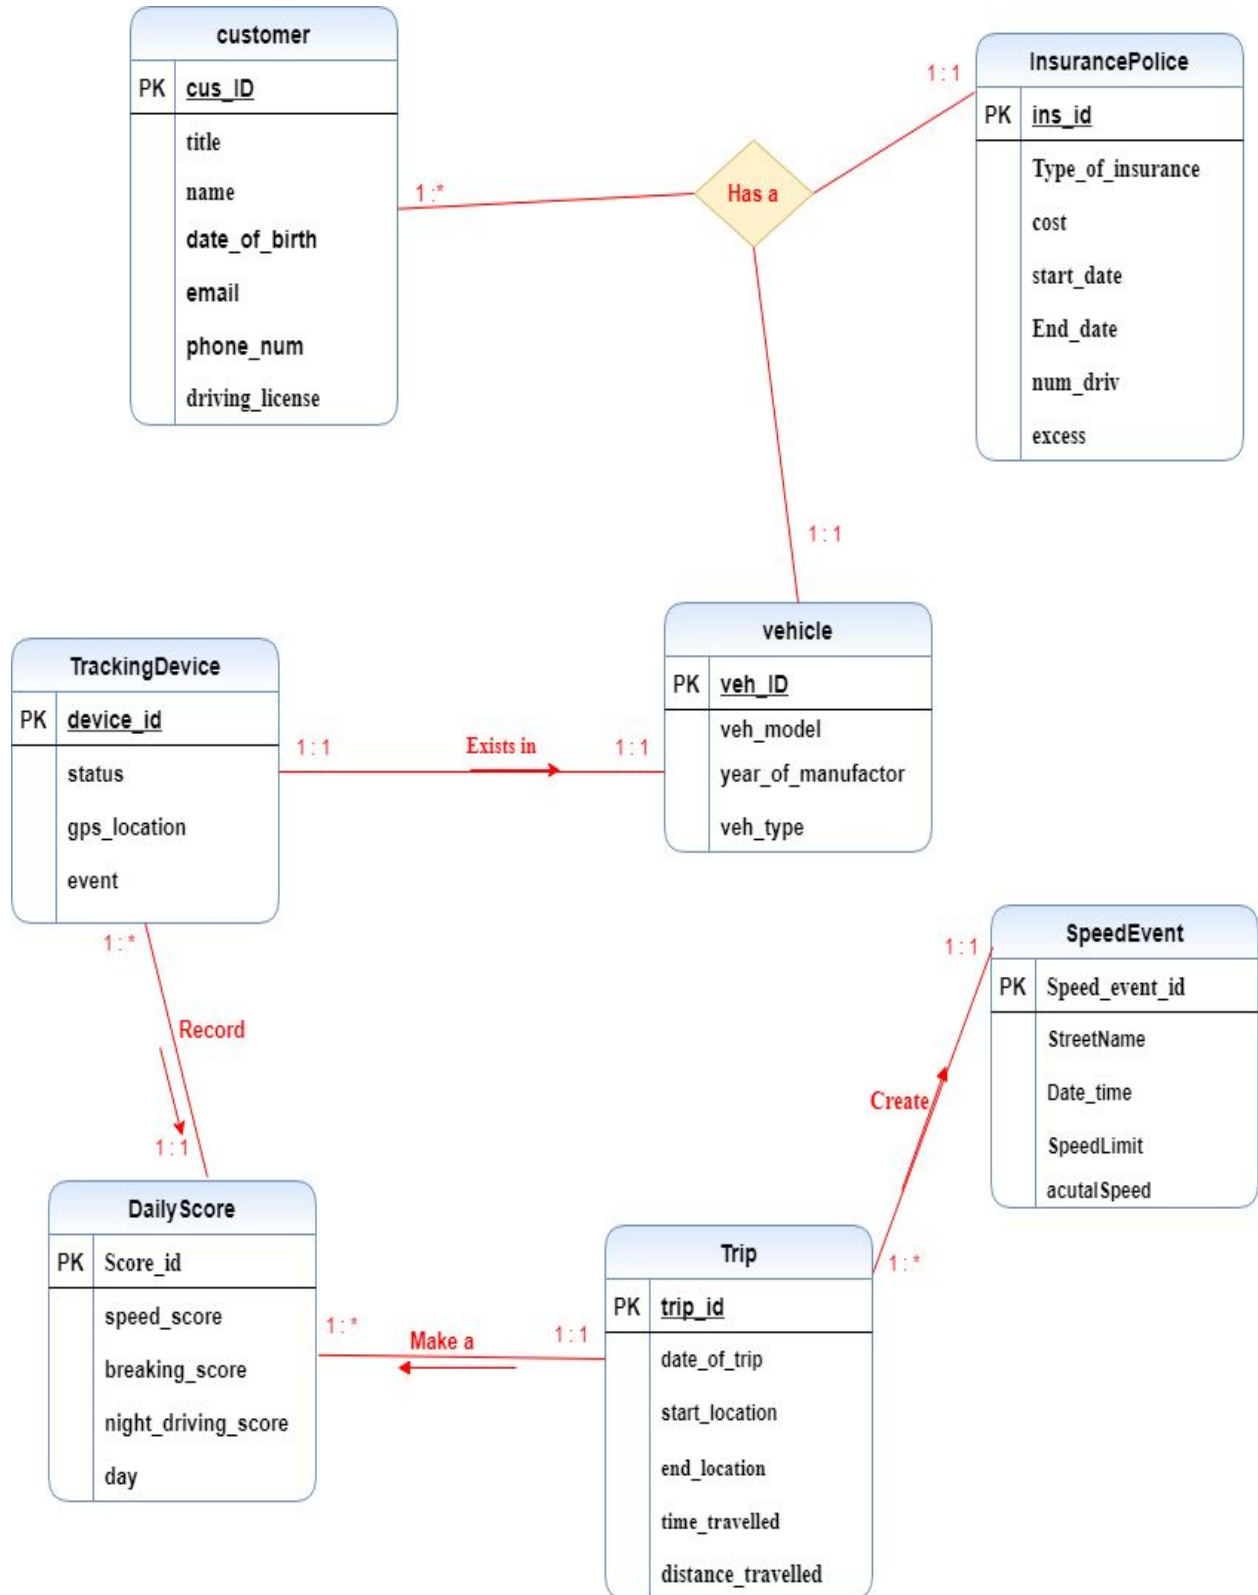 customer
PK cus_ID
title
name
date_of_birth
email
phone_num
driving_license
InsurancePolice
PK ins_id
Type_of_insurance
cost
start_date
End_date
num_driv
excess
1 : 1
1 :*
Has a
1 : 1
vehicle
PK veh_ID
veh_model
year_of_manufactor
veh_type
TrackingDevice
PK device_id
status
gps_location
event
1 : 1
Exists in
1 : 1
1 : *
Record
1 : 1
SpeedEvent
PK Speed_event_id
StreetName
Date_time
SpeedLimit
acutalSpeed
1 : 1
Create
1 : *
DailyScore
PK Score_id
speed_score
breaking_score
night_driving_score
day
1 : *
Make a
1 : 1
Trip
PK trip_id
date_of_trip
start_location
end_location
time_travelled
distance_travelled